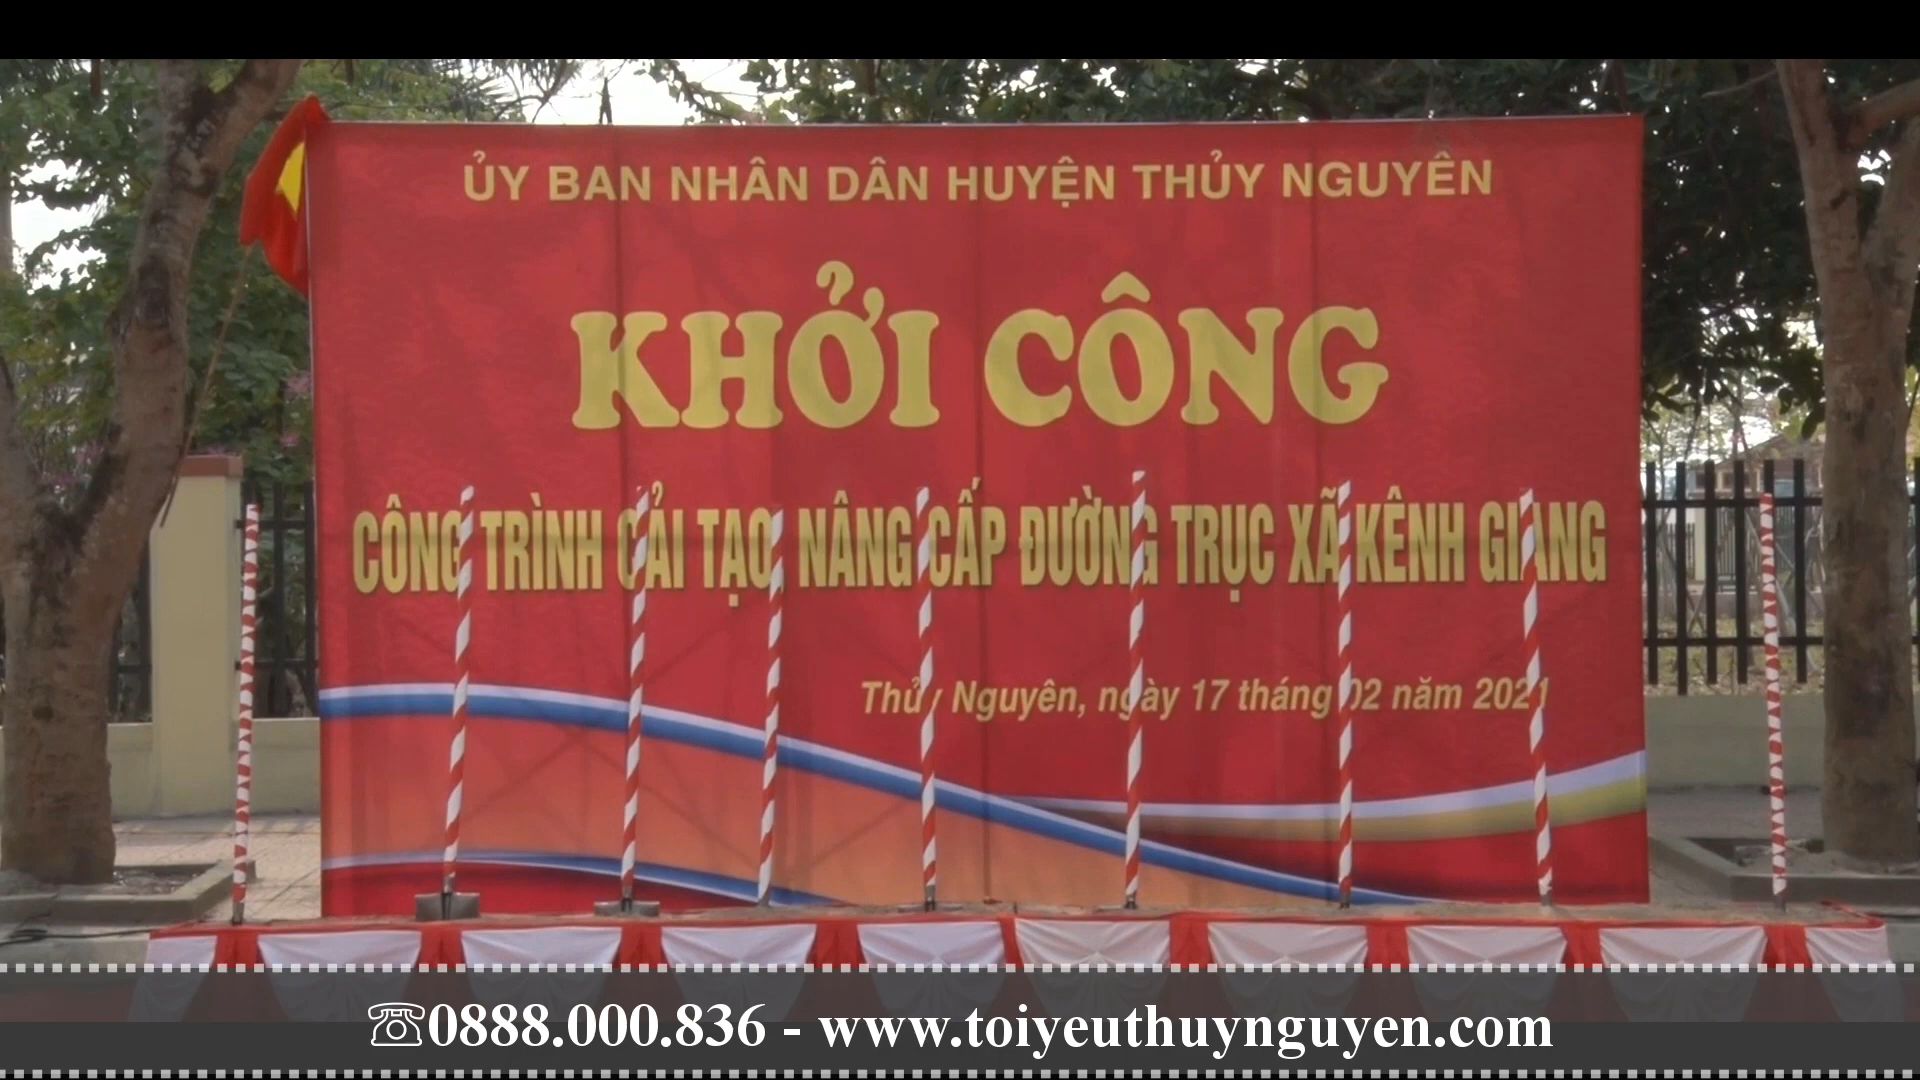 ỦY BAN NHÂN DÂN HUYỆN THỦY NGUYÊN
KHỞI CÔNG
CÔNG TRÌNH CẢI TẠO, NÂNG CẤP ĐƯỜNG TRỤC XÃ KÊNH GIANG
Thủy Nguyên, ngày 17 tháng 02 năm 2021
☏0888.000.836 - www.toiyeuthuynguyen.com